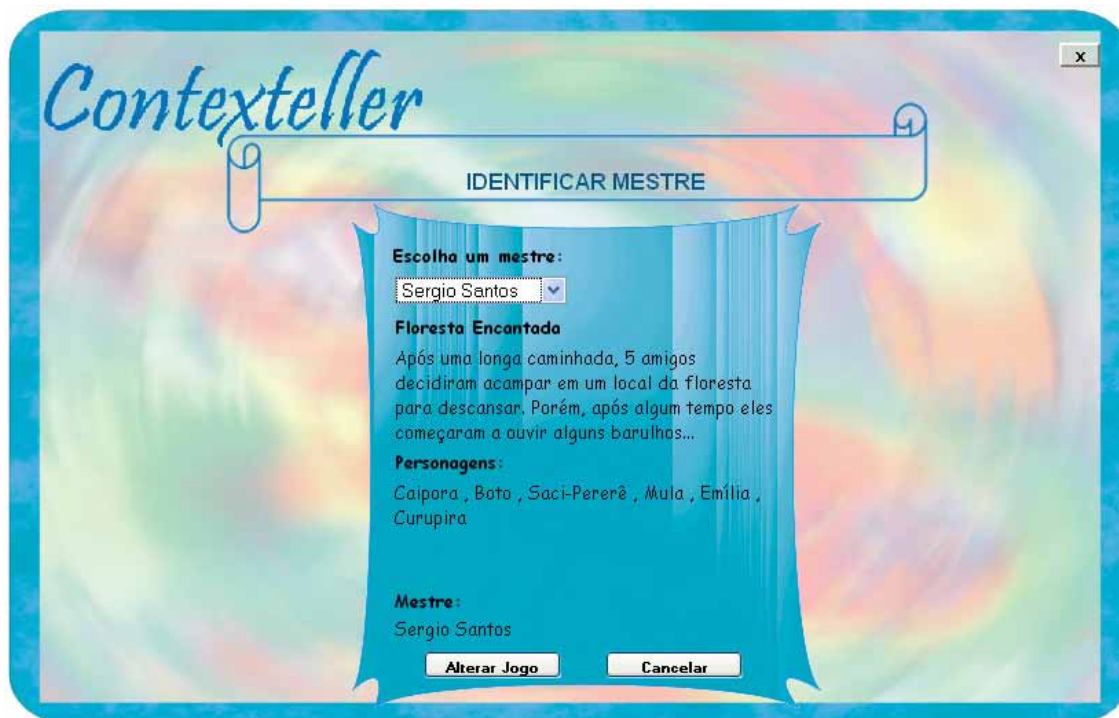 x
Contexteller
IDENTIFICAR MESTRE
Escolha um mestre:
Sergio Santos
Floresta Encantada
Após uma longa caminhada, 5 amigos
decidiram acampar em um local da floresta
para descansar. Porém, após algum tempo eles
começaram a ouvir alguns barulhos...
Personagens:
Caipora , Boto , Saci-Pererê , Mula , Emília ,
Curupira
Mestre:
Sergio Santos
Alterar Jogo Cancelar